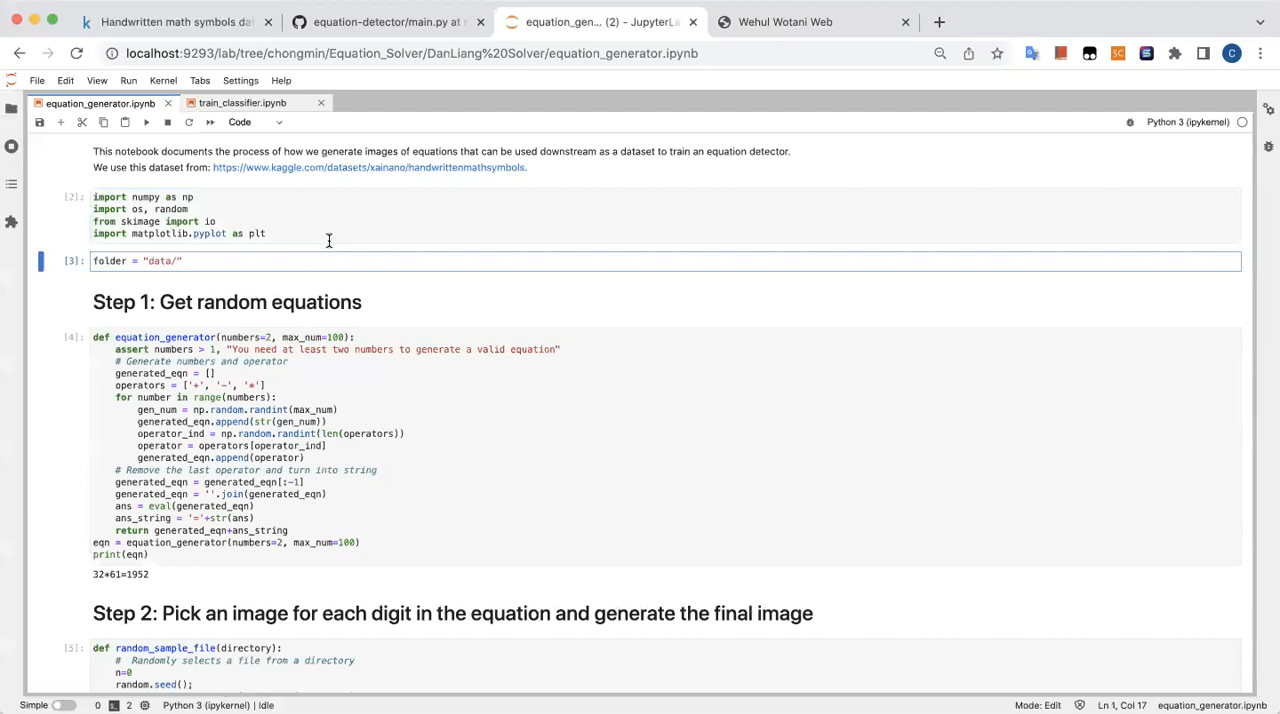 Handwritten math symbols da
equation-detector/main.py at m
equation_gen… (2) - JupyterLa
Wehul Wotani Web
localhost:9293/lab/tree/chongmin/Equation_Solver/DanLiang%20Solver/equation_generator.ipynb
File Edit View Run Kernel Tabs Settings Help
equation_generator.ipynb
train_classifier.ipynb
Code
Python 3 (ipykernel)
This notebook documents the process of how we generate images of equations that can be used downstream as a dataset to train an equation detector.
We use this dataset from: https://www.kaggle.com/datasets/xainano/handwrittenmathsymbols.
[2]: import numpy as np
import os, random
from skimage import io
import matplotlib.pyplot as plt
[3]: folder = "data/"
Step 1: Get random equations
[4]: def equation_generator(numbers=2, max_num=100):
assert numbers > 1, "You need at least two numbers to generate a valid equation"
# Generate numbers and operator
generated_eqn = []
operators = ['+', '-', '*']
for number in range(numbers):
gen_num = np.random.randint(max_num)
generated_eqn.append(str(gen_num))
operator_ind = np.random.randint(len(operators))
operator = operators[operator_ind]
generated_eqn.append(operator)
# Remove the last operator and turn into string
generated_eqn = generated_eqn[:-1]
generated_eqn = ''.join(generated_eqn)
ans = eval(generated_eqn)
ans_string = '='+str(ans)
return generated_eqn+ans_string
eqn = equation_generator(numbers=2, max_num=100)
print(eqn)
32*61=1952
Step 2: Pick an image for each digit in the equation and generate the final image
[5]: def random_sample_file(directory):
# Randomly selects a file from a directory
n=0
random.seed();
Simple 0 2 Python 3 (ipykernel) | Idle
Mode: Edit Ln 1, Col 17 equation_generator.ipynb